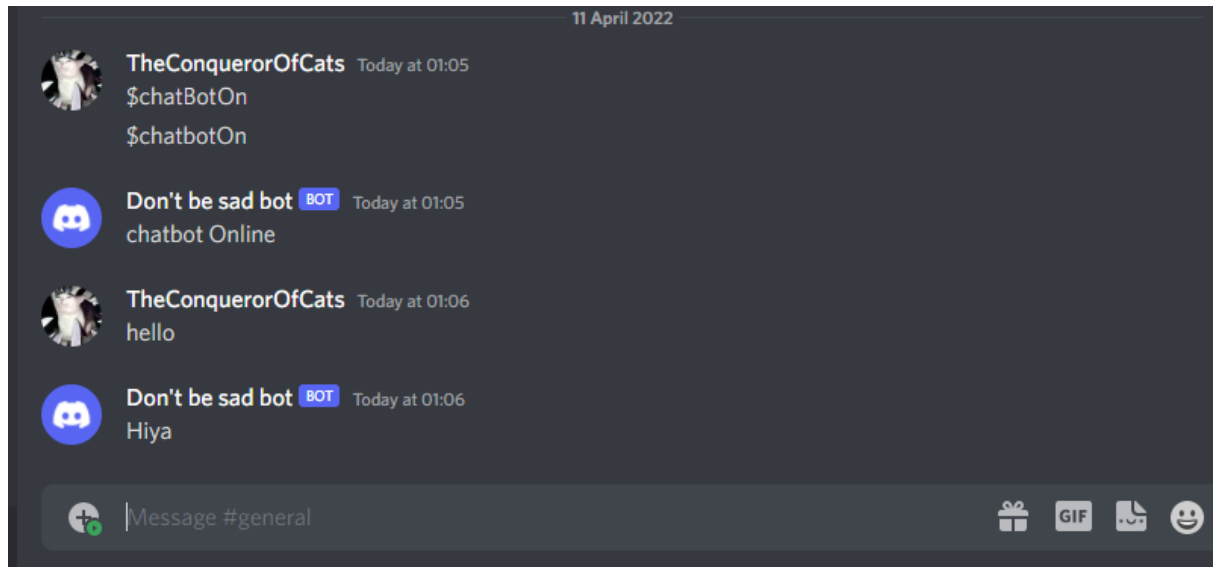 11 April 2022
TheConquerorOfCats Today at 01:05
$chatBotOn
$chatbotOn
Don't be sad bot BOT Today at 01:05
chatbot Online
TheConquerorOfCats Today at 01:06
hello
Don't be sad bot BOT Today at 01:06
Hiya
Message #general GIF